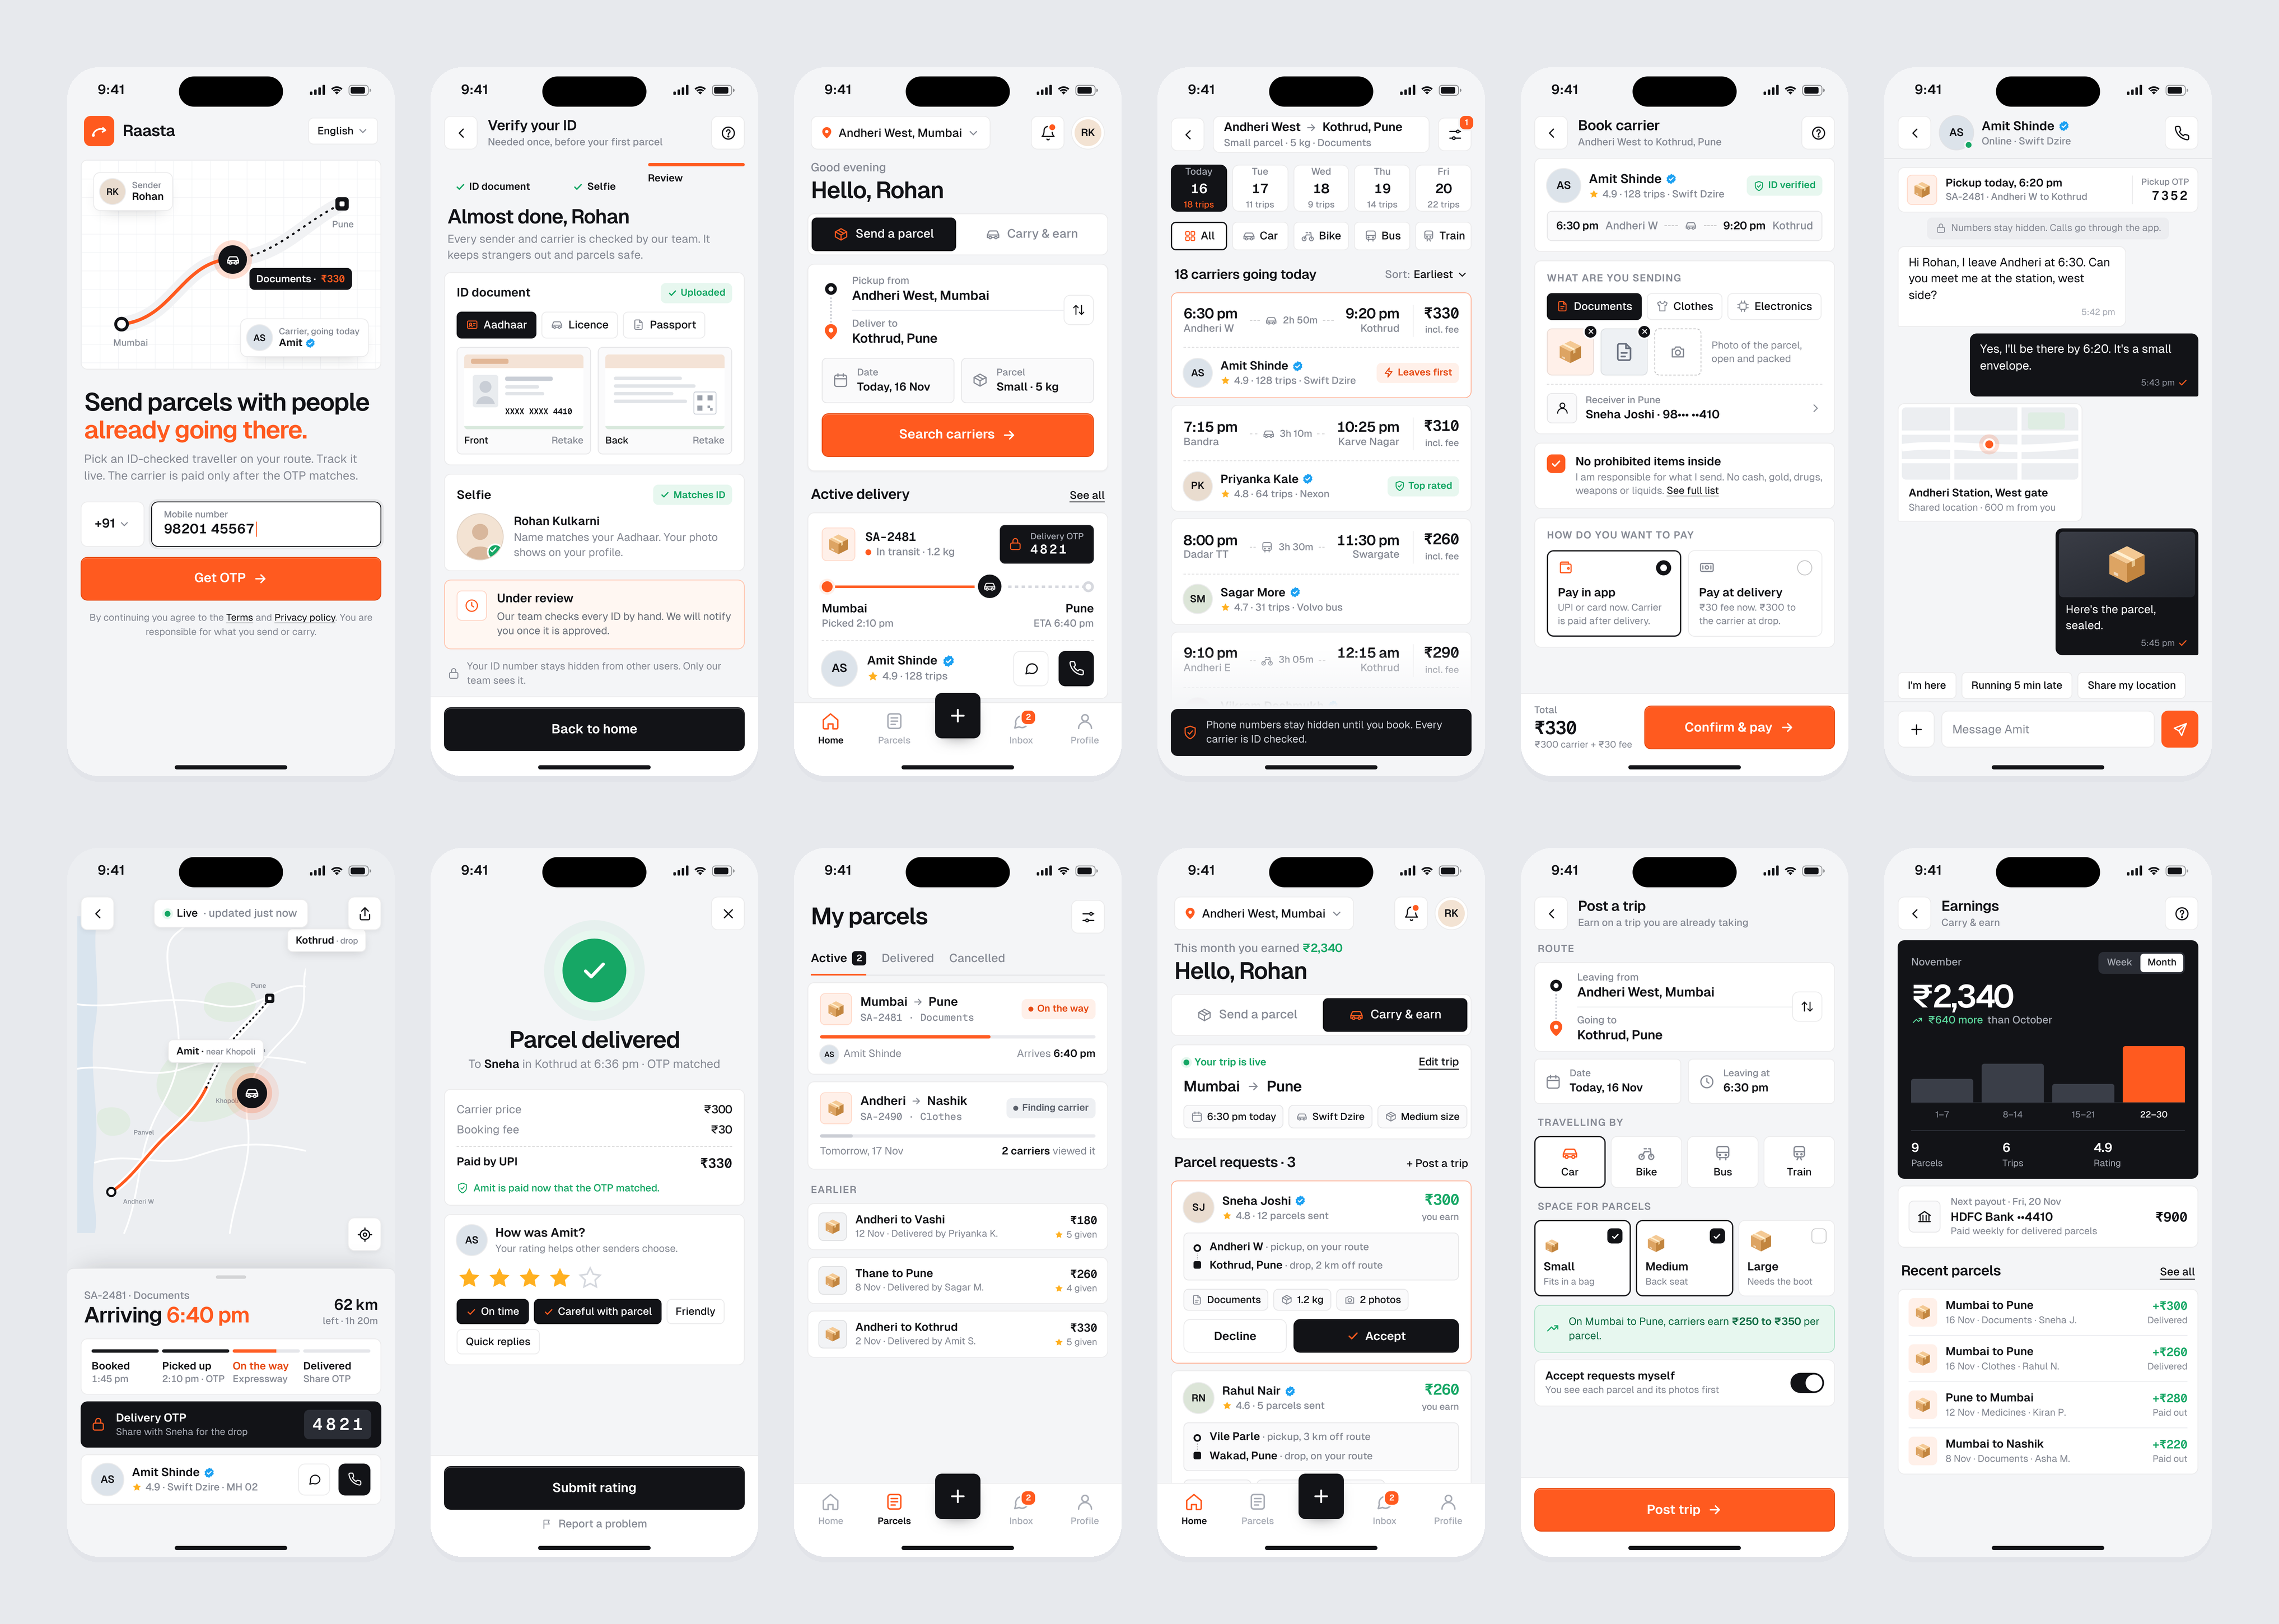 9:41
Raasta
English
RK
Sender
Rohan
Pune
Documents · ₹330
Mumbai
AS
Carrier, going today
Amit
Send parcels with people
already going there.
Pick an ID-checked traveller on your route. Track it
live. The carrier is paid only after the OTP matches.
+91
Mobile number
98201 45567
Get OTP →
By continuing you agree to the Terms and Privacy policy. You are
responsible for what you send or carry.
9:41
Verify your ID
Needed once, before your first parcel
ID document
Selfie
Review
Almost done, Rohan
Every sender and carrier is checked by our team. It
keeps strangers out and parcels safe.
ID document
Uploaded
Aadhaar
Licence
Passport
XXXX XXXX 4410
Front
Retake
Back
Retake
Selfie
Matches ID
Rohan Kulkarni
Name matches your Aadhaar. Your photo
shows on your profile.
Under review
Our team checks every ID by hand. We will notify
you once it is approved.
Your ID number stays hidden from other users. Only our
team sees it.
Back to home
9:41
Andheri West, Mumbai
RK
Good evening
Hello, Rohan
Send a parcel
Carry & earn
Pickup from
Andheri West, Mumbai
Deliver to
Kothrud, Pune
Date
Today, 16 Nov
Parcel
Small · 5 kg
Search carriers →
Active delivery
See all
SA-2481
In transit · 1.2 kg
Delivery OTP
4821
Mumbai
Picked 2:10 pm
Pune
ETA 6:40 pm
AS
Amit Shinde
4.9 · 128 trips
Home
Parcels
+
2
Inbox
Profile
9:41
Andheri West → Kothrud, Pune
Small parcel · 5 kg · Documents
1
Today
16
18 trips
Tue
17
11 trips
Wed
18
9 trips
Thu
19
14 trips
Fri
20
22 trips
All
Car
Bike
Bus
Train
18 carriers going today
Sort: Earliest
6:30 pm
Andheri W
2h 50m
9:20 pm
Kothrud
₹330
incl. fee
AS
Amit Shinde
4.9 · 128 trips · Swift Dzire
Leaves first
7:15 pm
Bandra
3h 10m
10:25 pm
Karve Nagar
₹310
incl. fee
PK
Priyanka Kale
4.8 · 64 trips · Nexon
Top rated
8:00 pm
Dadar TT
3h 30m
11:30 pm
Swargate
₹260
incl. fee
SM
Sagar More
4.7 · 31 trips · Volvo bus
9:10 pm
Andheri E
3h 05m
12:15 am
Kothrud
₹290
incl. fee
Phone numbers stay hidden until you book. Every
carrier is ID checked.
9:41
Book carrier
Andheri West to Kothrud, Pune
AS
Amit Shinde
4.9 · 128 trips · Swift Dzire
ID verified
6:30 pm Andheri W
9:20 pm Kothrud
WHAT ARE YOU SENDING
Documents
Clothes
Electronics
Photo of the parcel,
open and packed
Receiver in Pune
Sneha Joshi · 98••• ••410
No prohibited items inside
I am responsible for what I send. No cash, gold, drugs,
weapons or liquids. See full list
HOW DO YOU WANT TO PAY
Pay in app
UPI or card now. Carrier
is paid after delivery.
Pay at delivery
₹30 fee now. ₹300 to
the carrier at drop.
Total
₹330
₹300 carrier + ₹30 fee
Confirm & pay →
9:41
AS
Amit Shinde
Online · Swift Dzire
Pickup today, 6:20 pm
SA-2481 · Andheri W to Kothrud
Pickup OTP
7352
Numbers stay hidden. Calls go through the app.
Hi Rohan, I leave Andheri at 6:30. Can
you meet me at the station, west
side?
5:42 pm
Yes, I'll be there by 6:20. It's a small
envelope.
5:43 pm
Andheri Station, West gate
Shared location · 600 m from you
Here's the parcel,
sealed.
5:45 pm
I'm here
Running 5 min late
Share my location
+
Message Amit
9:41
Live · updated just now
Kothrud · drop
Pune
Amit · near Khopoli
Panvel
Andheri W
SA-2481 · Documents
Arriving 6:40 pm
62 km
left · 1h 20m
Booked
1:45 pm
Picked up
2:10 pm · OTP
On the way
Expressway
Delivered
Share OTP
Delivery OTP
Share with Sneha for the drop
4821
AS
Amit Shinde
4.9 · Swift Dzire · MH 02
9:41
Parcel delivered
To Sneha in Kothrud at 6:36 pm · OTP matched
Carrier price
₹300
Booking fee
₹30
Paid by UPI
₹330
Amit is paid now that the OTP matched.
AS
How was Amit?
Your rating helps other senders choose.
On time
Careful with parcel
Friendly
Quick replies
Submit rating
Report a problem
9:41
My parcels
Active 2
Delivered
Cancelled
Mumbai → Pune
SA-2481 · Documents
On the way
AS
Amit Shinde
Arrives 6:40 pm
Andheri → Nashik
SA-2490 · Clothes
Finding carrier
Tomorrow, 17 Nov
2 carriers viewed it
EARLIER
Andheri to Vashi
12 Nov · Delivered by Priyanka K.
₹180
5 given
Thane to Pune
8 Nov · Delivered by Sagar M.
₹260
4 given
Andheri to Kothrud
2 Nov · Delivered by Amit S.
₹330
5 given
Home
Parcels
+
2
Inbox
Profile
9:41
Andheri West, Mumbai
RK
This month you earned ₹2,340
Hello, Rohan
Send a parcel
Carry & earn
Your trip is live
Edit trip
Mumbai → Pune
6:30 pm today
Swift Dzire
Medium size
Parcel requests · 3
+ Post a trip
SJ
Sneha Joshi
4.8 · 12 parcels sent
₹300
you earn
Andheri W · pickup, on your route
Kothrud, Pune · drop, 2 km off route
Documents
1.2 kg
2 photos
Decline
Accept
RN
Rahul Nair
4.6 · 5 parcels sent
₹260
you earn
Vile Parle · pickup, 3 km off route
Wakad, Pune · drop, on your route
Home
Parcels
+
2
Inbox
Profile
9:41
Post a trip
Earn on a trip you are already taking
ROUTE
Leaving from
Andheri West, Mumbai
Going to
Kothrud, Pune
Date
Today, 16 Nov
Leaving at
6:30 pm
TRAVELLING BY
Car
Bike
Bus
Train
SPACE FOR PARCELS
Small
Fits in a bag
Medium
Back seat
Large
Needs the boot
On Mumbai to Pune, carriers earn ₹250 to ₹350 per
parcel.
Accept requests myself
You see each parcel and its photos first
Post trip →
9:41
Earnings
Carry & earn
November
Week
Month
₹2,340
₹640 more than October
1–7
8–14
15–21
22–30
9
Parcels
6
Trips
4.9
Rating
Next payout · Fri, 20 Nov
HDFC Bank ••4410
Paid weekly for delivered parcels
₹900
Recent parcels
See all
Mumbai to Pune
16 Nov · Documents · Sneha J.
+₹300
Delivered
Mumbai to Pune
16 Nov · Clothes · Rahul N.
+₹260
Delivered
Pune to Mumbai
12 Nov · Medicines · Kiran P.
+₹280
Paid out
Mumbai to Nashik
8 Nov · Documents · Asha M.
+₹220
Paid out